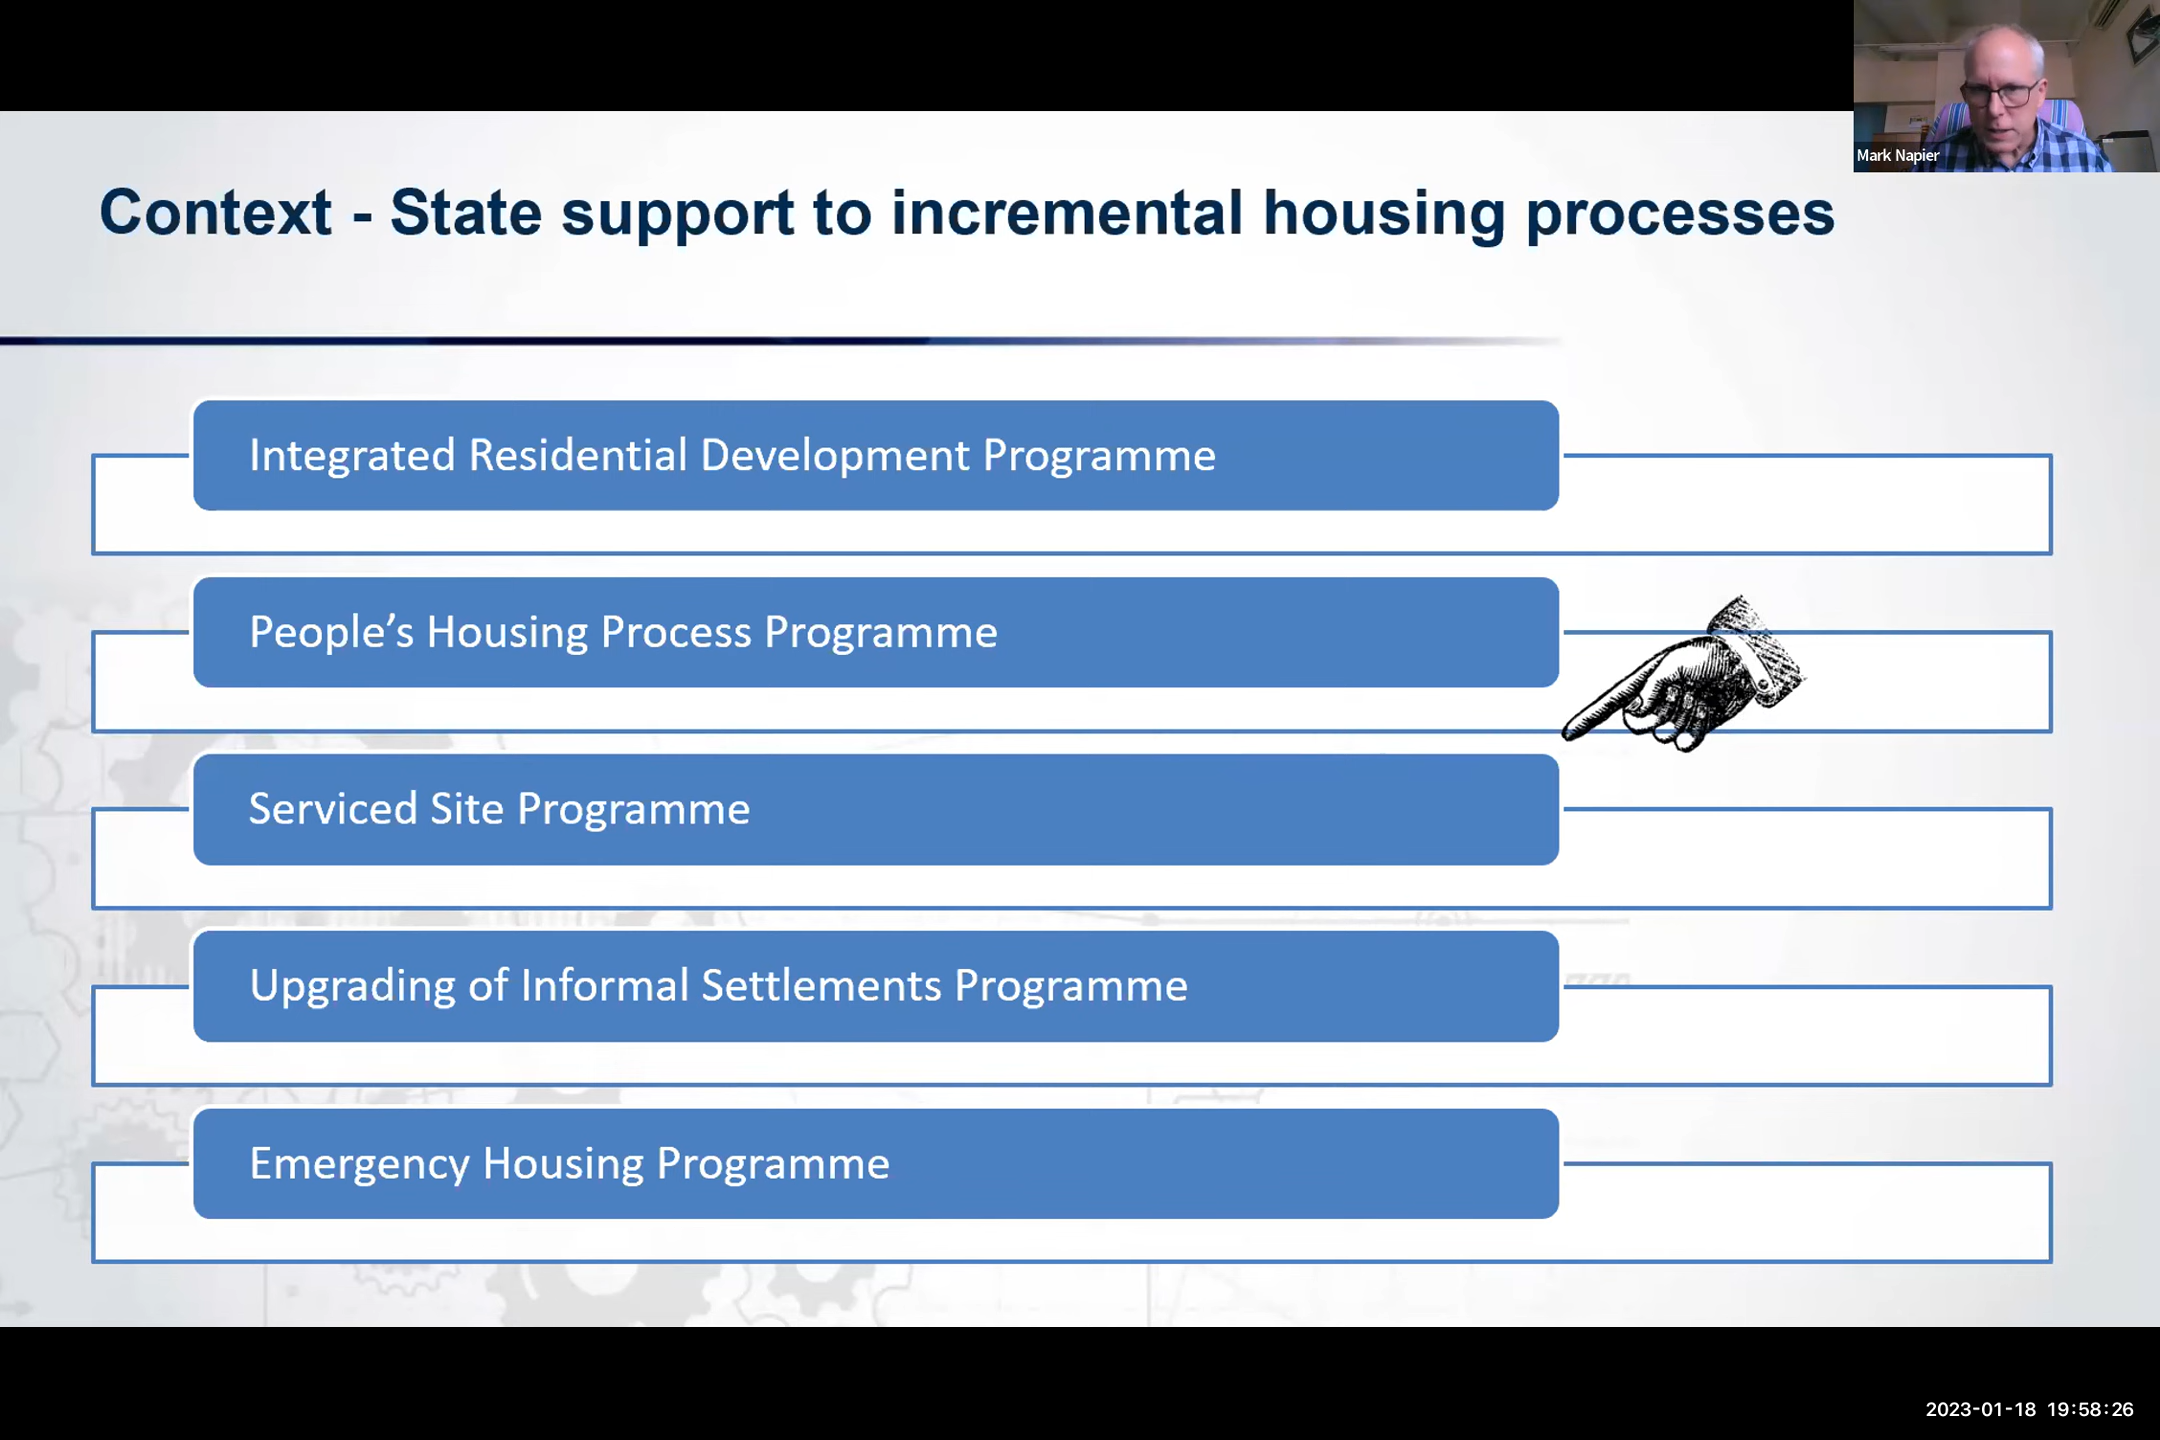 Mark Napier
Context - State support to incremental housing processes
Integrated Residential Development Programme
People’s Housing Process Programme
Serviced Site Programme
Upgrading of Informal Settlements Programme
Emergency Housing Programme
2023-01-18 19:58:26